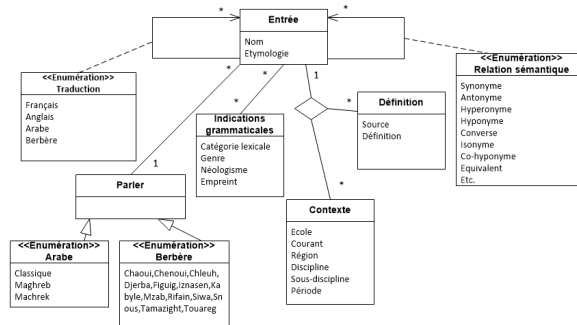 Entrée
Nom
Etymologie
*
*
*
*
1
*
*
1
*
<<Enumération>>
Traduction
Français
Anglais
Arabe
Berbère
<<Enumération>>
Relation sémantique
Synonyme
Antonyme
Hyperonyme
Hyponyme
Converse
Isonyme
Co-hyponyme
Equivalent
Etc.
Définition
Source
Définition
Indications
grammaticales
Catégorie lexicale
Genre
Néologisme
Empreint
Parler
Contexte
Ecole
Courant
Région
Discipline
Sous-discipline
Période
<<Enumération>>
Arabe
Classique
Maghreb
Machrek
<<Enumération>>
Berbère
Chaoui,Chenoui,Chleuh,
Djerba,Figuig,Iznasen,Ka
byle,Mzab,Rifain,Siwa,Sn
ous,Tamazight,Touareg